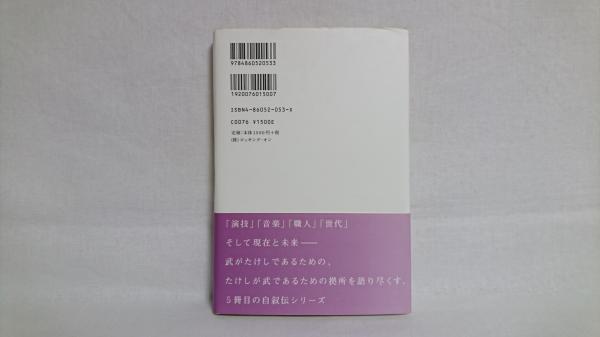 9784860520533
1920076015007
ISBN4-86052-053-X
C0076 ¥1500E
定価:本体1500円+税
(株)ロッキング・オン
「演技」「音楽」「職人」「世代」
そして現在と未来――
武がたけしであるための、
たけしが武であるための拠所を語り尽くす、
5冊目の自叙伝シリーズ